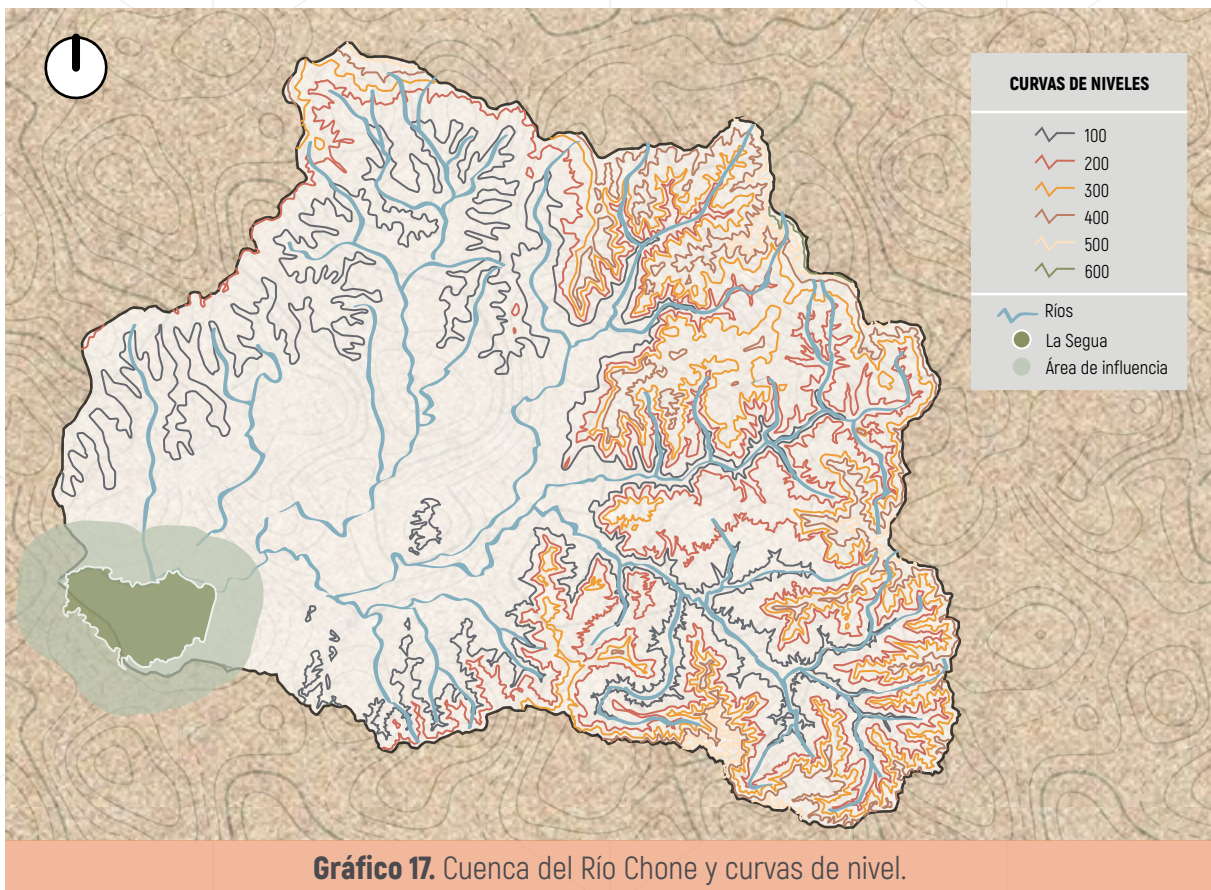 CURVAS DE NIVELES
100
200
300
400
500
600
Ríos
La Segua
Área de influencia
Gráfico 17. Cuenca del Río Chone y curvas de nivel.